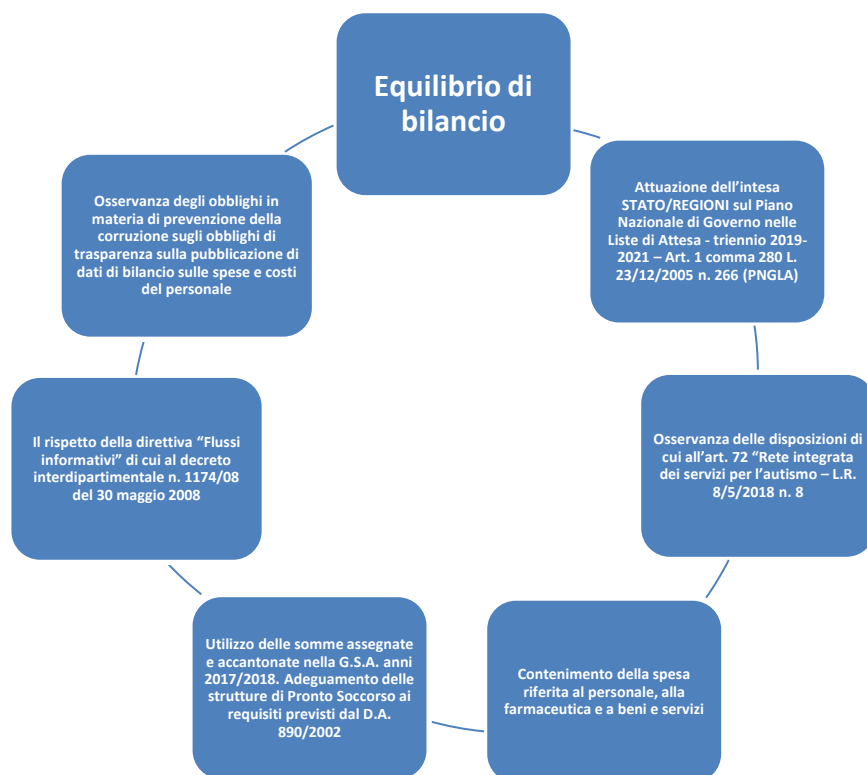 Equilibrio di
bilancio
Attuazione dell'intesa
STATO/REGIONI sul Piano
Nazionale di Governo nelle
Liste di Attesa - triennio 2019-
2021 – Art. 1 comma 280 L.
23/12/2005 n. 266 (PNGLA)
Osservanza delle disposizioni di
cui all'art. 72 "Rete integrata
dei servizi per l'autismo – L.R.
8/5/2018 n. 8
Contenimento della spesa
riferita al personale, alla
farmaceutica e a beni e servizi
Utilizzo delle somme assegnate
e accantonate nella G.S.A. anni
2017/2018. Adeguamento delle
strutture di Pronto Soccorso ai
requisiti previsti dal D.A.
890/2002
Il rispetto della direttiva "Flussi
informativi" di cui al decreto
interdipartimentale n. 1174/08
del 30 maggio 2008
Osservanza degli obblighi in
materia di prevenzione della
corruzione sugli obblighi di
trasparenza sulla pubblicazione di
dati di bilancio sulle spese e costi
del personale